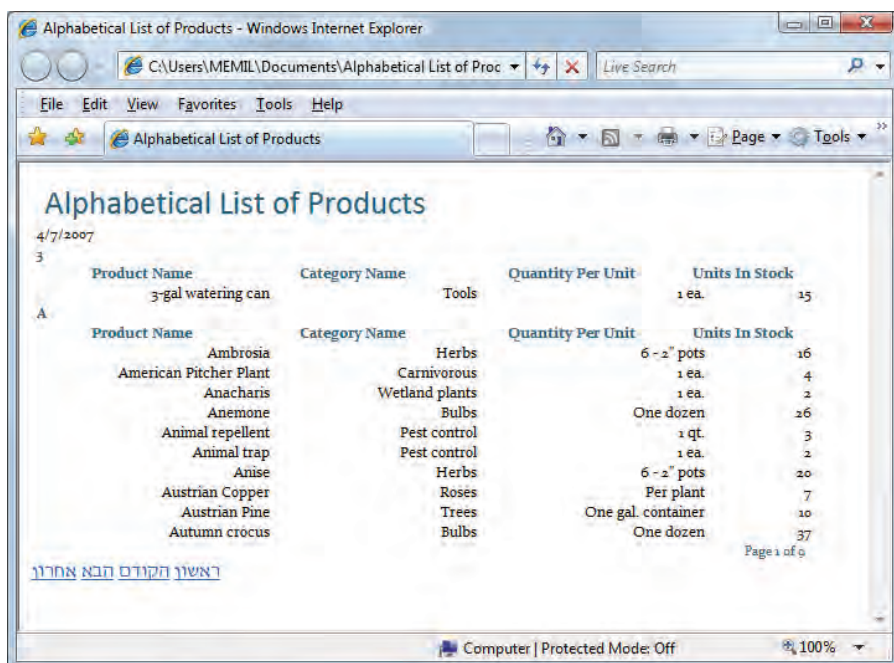 Alphabetical List of Products - Windows Internet Explorer
C:\Users\MEMIL\Documents\Alphabetical List of Proc
Live Search
File Edit View Favorites Tools Help
Alphabetical List of Products
Page Tools
Alphabetical List of Products
4/7/2007
3
Product Name Category Name Quantity Per Unit Units In Stock
3-gal watering can Tools 1 ea. 15
A
Product Name Category Name Quantity Per Unit Units In Stock
Ambrosia Herbs 6 - 2" pots 16
American Pitcher Plant Carnivorous 1 ea. 4
Anacharis Wetland plants 1 ea. 2
Anemone Bulbs One dozen 26
Animal repellent Pest control 1 qt. 3
Animal trap Pest control 1 ea. 2
Anise Herbs 6 - 2" pots 20
Austrian Copper Roses Per plant 7
Austrian Pine Trees One gal. container 10
Autumn crocus Bulbs One dozen 37
Page 1 of 9
ראשון הקודם הבא אחרון
Computer | Protected Mode: Off 100%